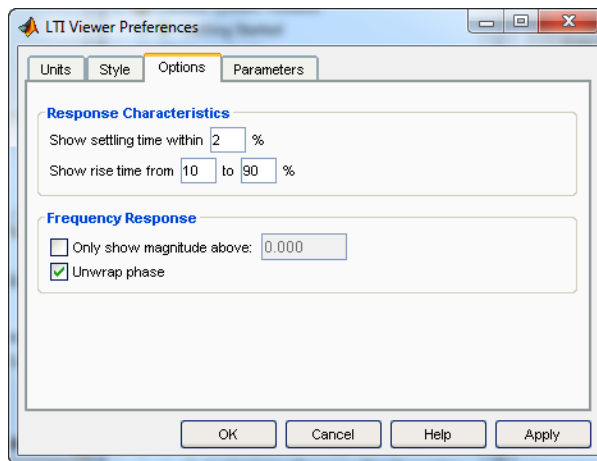 LTI Viewer Preferences
Units Style Options Parameters
Response Characteristics
Show settling time within 2 %
Show rise time from 10 to 90 %
Frequency Response
Only show magnitude above: 0.000
Unwrap phase
OK Cancel Help Apply